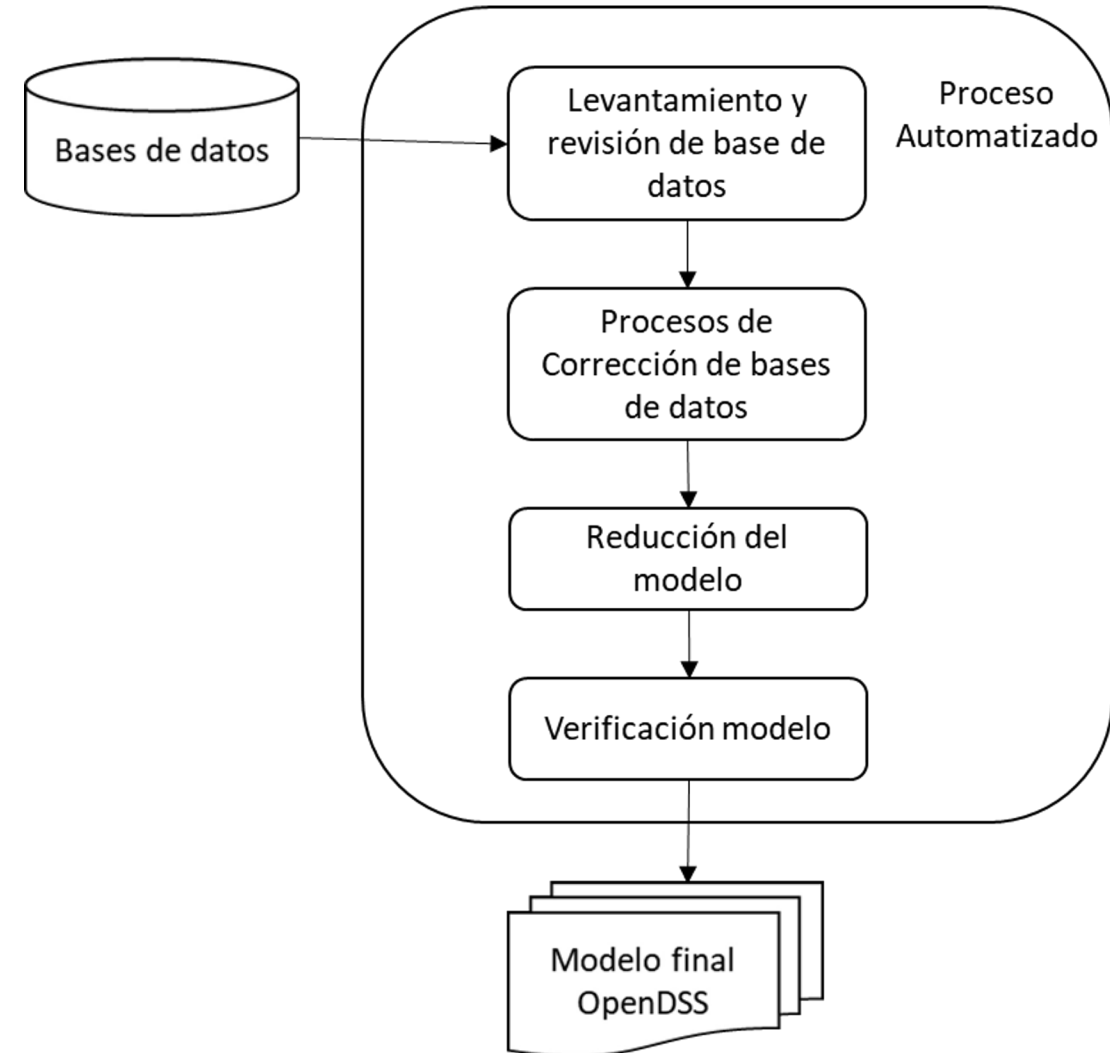 Bases de datos
Levantamiento y
revisión de base de
datos
Proceso
Automatizado
Procesos de
Corrección de bases
de datos
Reducción del
modelo
Verificación modelo
Modelo final
OpenDSS